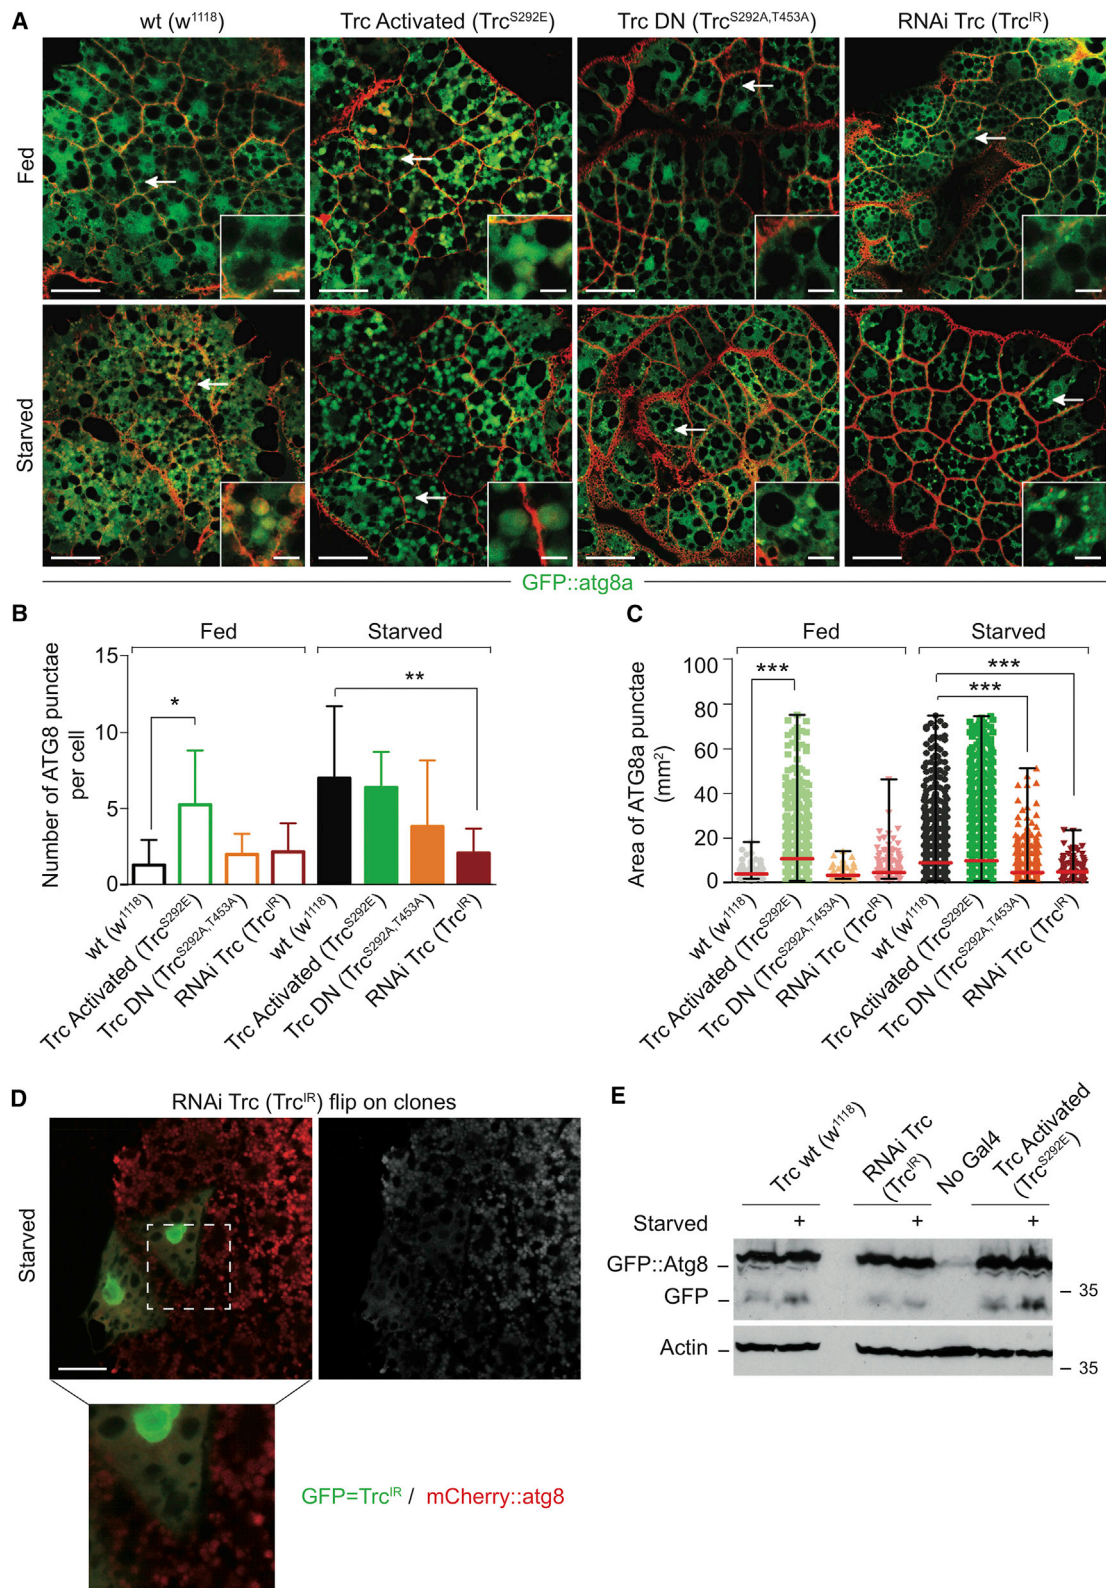 A
wt (w1118)
Trc Activated (TrcS292E)
Trc DN (TrcS292A,T453A)
RNAi Trc (TrcIR)
Fed
Starved
GFP::atg8a
B
Fed
Starved
Number of ATG8 punctae
per cell
15
10
5
0
*
**
wt (w1118)
Trc Activated (TrcS292E)
Trc DN (TrcS292A,T453A)
RNAi Trc (TrcIR)
wt (w1118)
Trc Activated (TrcS292E)
Trc DN (TrcS292A,T453A)
RNAi Trc (TrcIR)
C
Fed
Starved
Area of ATG8a punctae
(mm2)
100
80
60
40
20
0
***
***
***
wt (w1118)
Trc Activated (TrcS292E)
Trc DN (TrcS292A,T453A)
RNAi Trc (TrcIR)
wt (w1118)
Trc Activated (TrcS292E)
Trc DN (TrcS292A,T453A)
RNAi Trc (TrcIR)
D
RNAi Trc (TrcIR) flip on clones
Starved
GFP=TrcIR / mCherry::atg8
E
Trc wt (w1118)
RNAi Trc
(TrcIR)
No Gal4
Trc Activated
(TrcS292E)
Starved + + +
GFP::Atg8 –
– 35
GFP –
Actin –
– 35